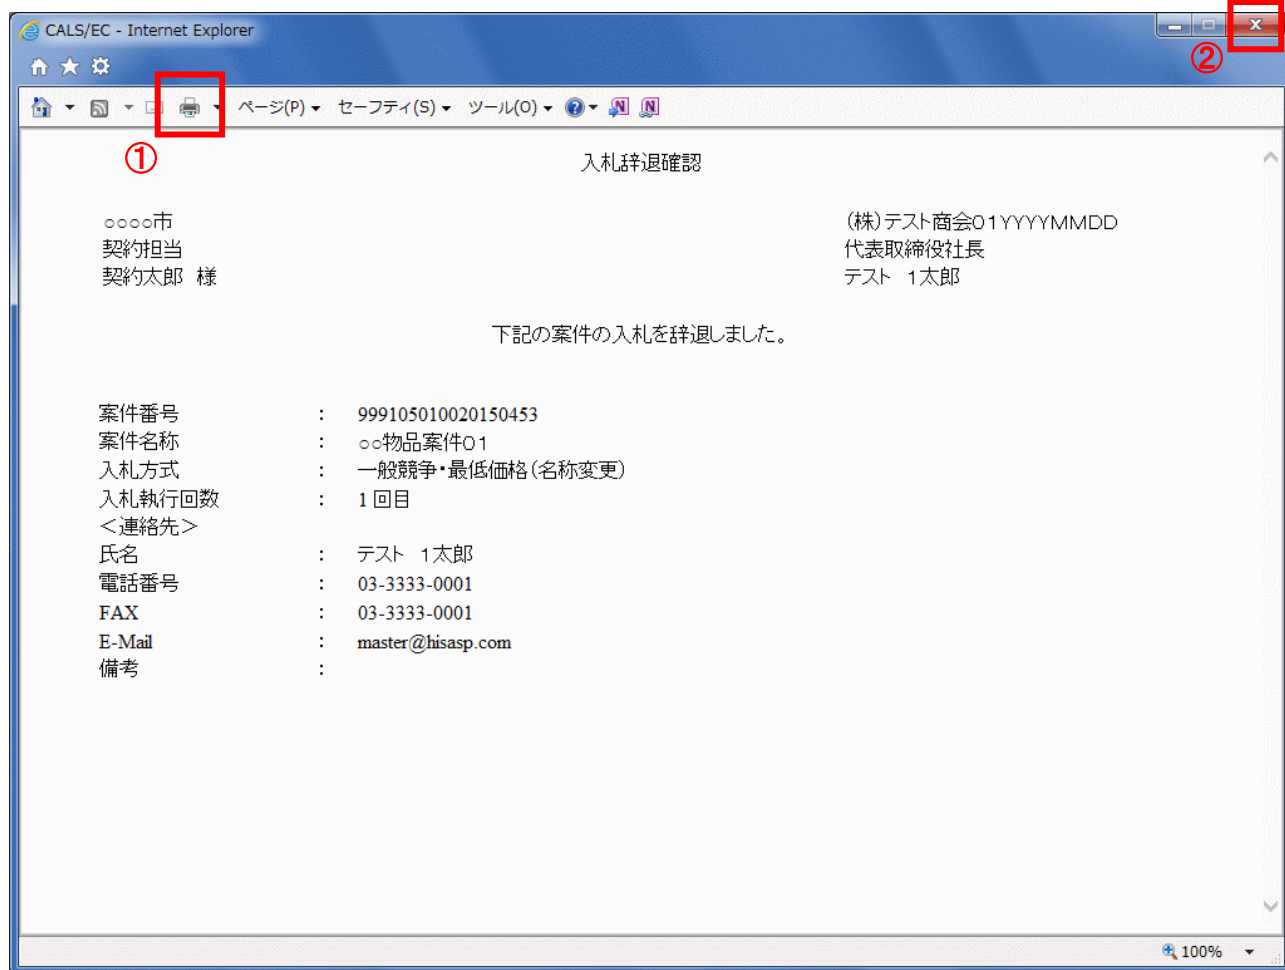 CALS/EC - Internet Explorer
②
ページ(P) セーフティ(S) ツール(O)
①
入札辞退確認
○○○○市
契約担当
契約太郎 様
(株)テスト商会01YYYYMMDD
代表取締役社長
テスト 1太郎
下記の案件の入札を辞退しました。
案件番号 : 999105010020150453
案件名称 : ○○物品案件01
入札方式 : 一般競争・最低価格(名称変更)
入札執行回数 : 1回目
<連絡先>
氏名 : テスト 1太郎
電話番号 : 03-3333-0001
FAX : 03-3333-0001
E-Mail : master@hisasp.com
備考 :
100%